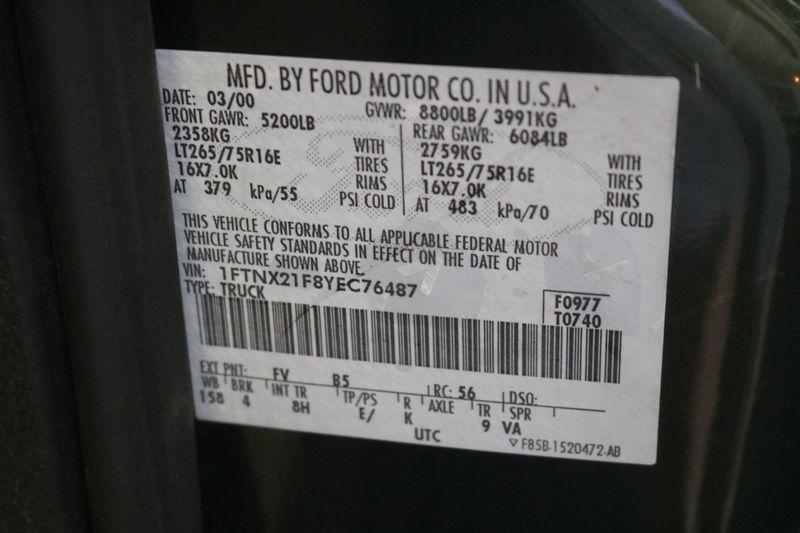 MFD. BY FORD MOTOR CO. IN U.S.A.
DATE: 03/00 GVWR: 8800LB/ 3991KG
FRONT GAWR: 5200LB REAR GAWR: 6084LB
2358KG WITH 2759KG WITH
LT265/75R16E TIRES LT265/75R16E TIRES
16X7.0K RIMS 16X7.0K RIMS
AT 379 kPa/55 PSI COLD AT 483 kPa/70 PSI COLD
THIS VEHICLE CONFORMS TO ALL APPLICABLE FEDERAL MOTOR
VEHICLE SAFETY STANDARDS IN EFFECT ON THE DATE OF
MANUFACTURE SHOWN ABOVE.
VIN: 1FTNX21F8YEC76487
TYPE: TRUCK F0977
T0740
EXT PNT: FV B5 RC: 56 DSO:
WB BRK INT TR TP/PS R AXLE TR SPR
158 4 8H E/ K 9 VA
UTC F85B-1520472-AB